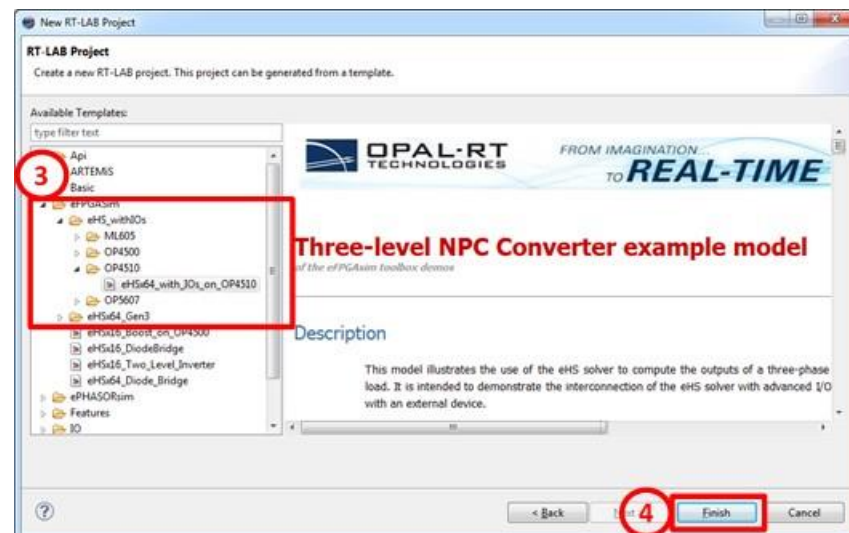 New RT-LAB Project
RT-LAB Project
Create a new RT-LAB project. This project can be generated from a template.
Available Templates:
type filter text
Api
ARTEMiS
Basic
3
eFPGASim
eHS_withIOs
ML605
OP4500
OP4510
eHSx64_with_IOs_on_OP4510
OP5607
eHSx64_Gen3
eHSx16_Boost_on_OP4500
eHSx16_DiodeBridge
eHSx16_Two_Level_Inverter
eHSx64_Diode_Bridge
ePHASORsim
Features
IO
OPAL-RT
TECHNOLOGIES
FROM IMAGINATION...
TO REAL-TIME
Three-level NPC Converter example model
of the eFPGAsim toolbox demos
Description
This model illustrates the use of the eHS solver to compute the outputs of a three-phase
load. It is intended to demonstrate the interconnection of the eHS solver with advanced I/O
with an external device.
< Back
4
Finish
Cancel